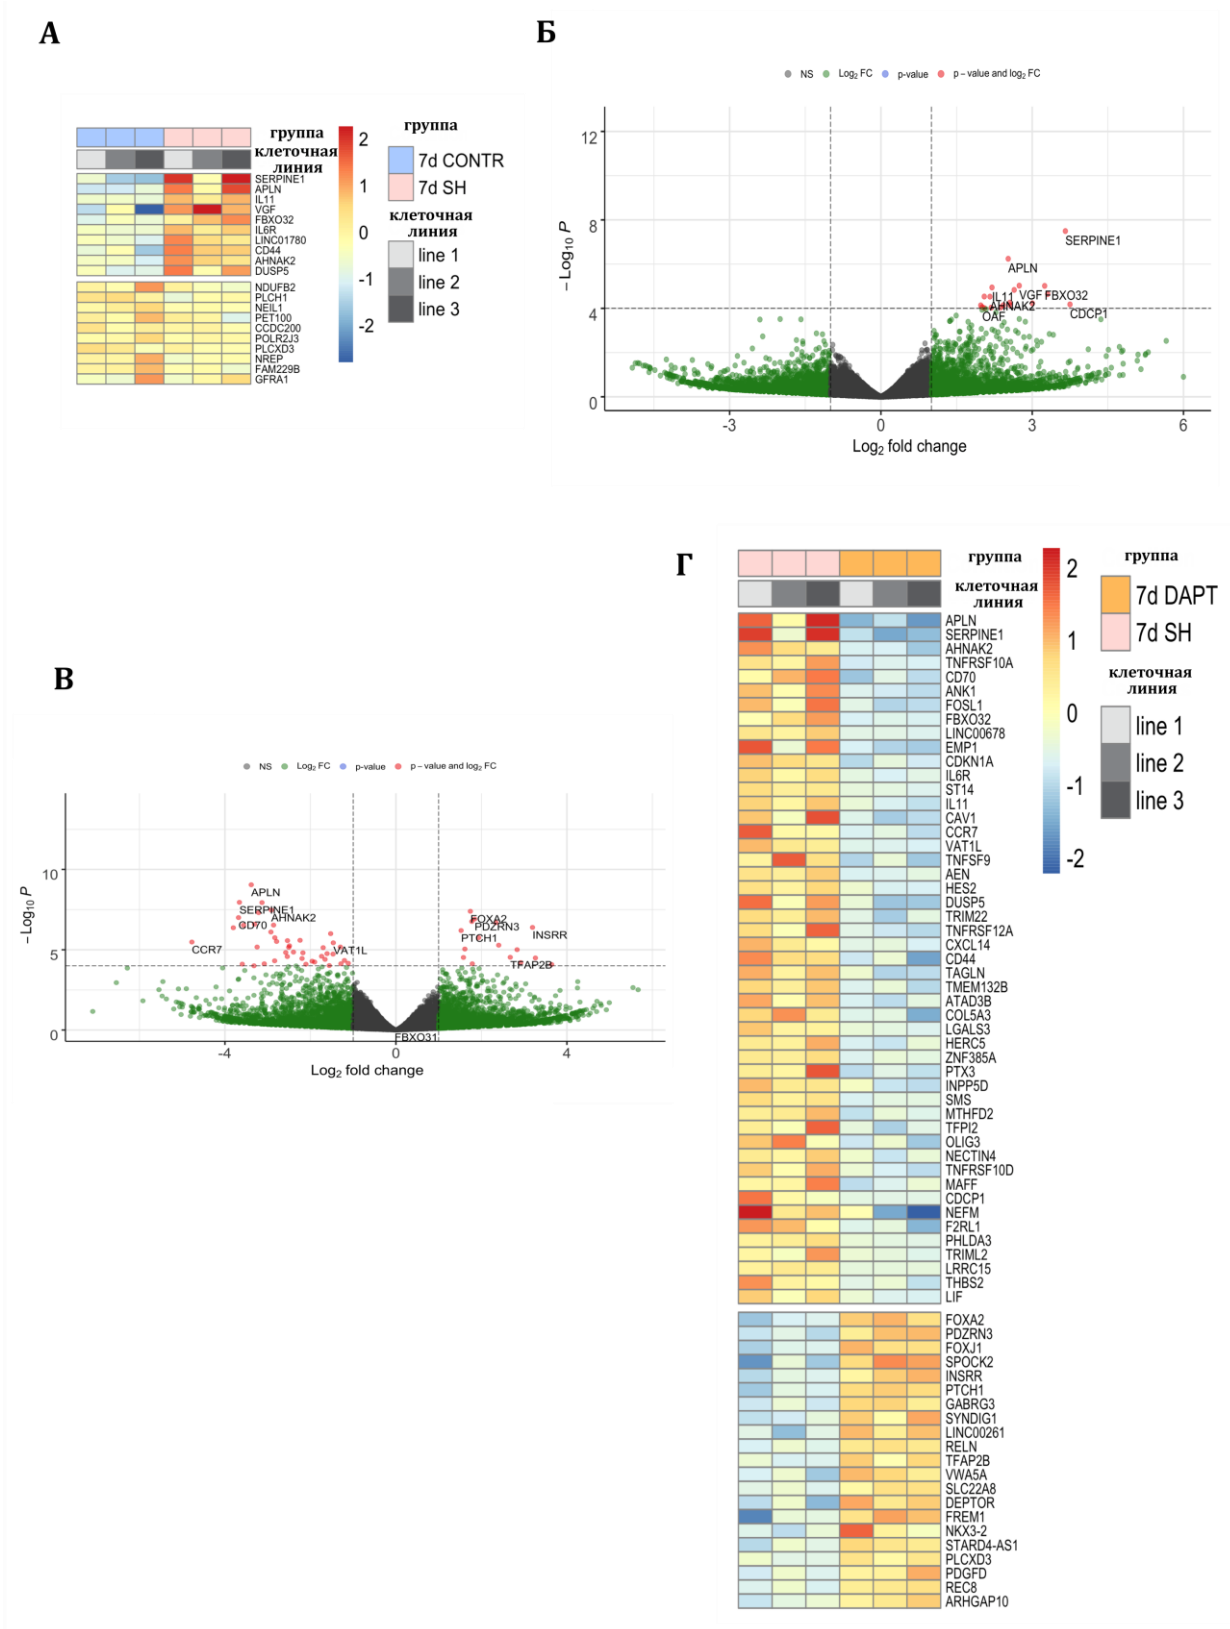 А
группа
клеточная
линия
SERPINE1
APLN
IL11
VGF
FBXO32
IL6R
LINC01780
CD44
AHNAK2
DUSP5
NDUFB2
PLCH1
NEIL1
PET100
CCDC200
POLR2J3
PLCXD3
NREP
FAM229B
GFRA1
2
1
0
-1
-2
группа
7d CONTR
7d SH
клеточная
линия
line 1
line 2
line 3
Б
NS Log2 FC p-value p – value and log2 FC
12
8
4
0
– Log10 P
SERPINE1
APLN
IL11
VGF FBXO32
AHNAK2
OAF
CDCP1
-3 0 3 6
Log2 fold change
В
NS Log2 FC p-value p – value and log2 FC
10
5
0
– Log10 P
APLN
SERPINE1
AHNAK2
CD70
CCR7
VAT1L
FOXA2
PDZRN3
PTCH1
INSRR
TFAP2B
FBXO31
-4 0 4
Log2 fold change
Г
группа
клеточная
линия
APLN
SERPINE1
AHNAK2
TNFRSF10A
CD70
ANK1
FOSL1
FBXO32
LINC00678
EMP1
CDKN1A
IL6R
ST14
IL11
CAV1
CCR7
VAT1L
TNFSF9
AEN
HES2
DUSP5
TRIM22
TNFRSF12A
CXCL14
CD44
TAGLN
TMEM132B
ATAD3B
COL5A3
LGALS3
HERC5
ZNF385A
PTX3
INPP5D
SMS
MTHFD2
TFPI2
OLIG3
NECTIN4
TNFRSF10D
MAFF
CDCP1
NEFM
F2RL1
PHLDA3
TRIML2
LRRC15
THBS2
LIF
FOXA2
PDZRN3
FOXJ1
SPOCK2
INSRR
PTCH1
GABRG3
SYNDIG1
LINC00261
RELN
TFAP2B
VWA5A
SLC22A8
DEPTOR
FREM1
NKX3-2
STARD4-AS1
PLCXD3
PDGFD
REC8
ARHGAP10
2
1
0
-1
-2
группа
7d DAPT
7d SH
клеточная
линия
line 1
line 2
line 3